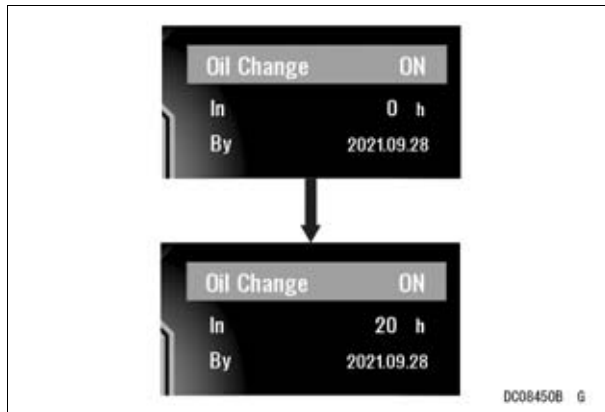 Oil Change ON
In 0 h
By 2021.09.28
Oil Change ON
In 20 h
By 2021.09.28
DC08450B G